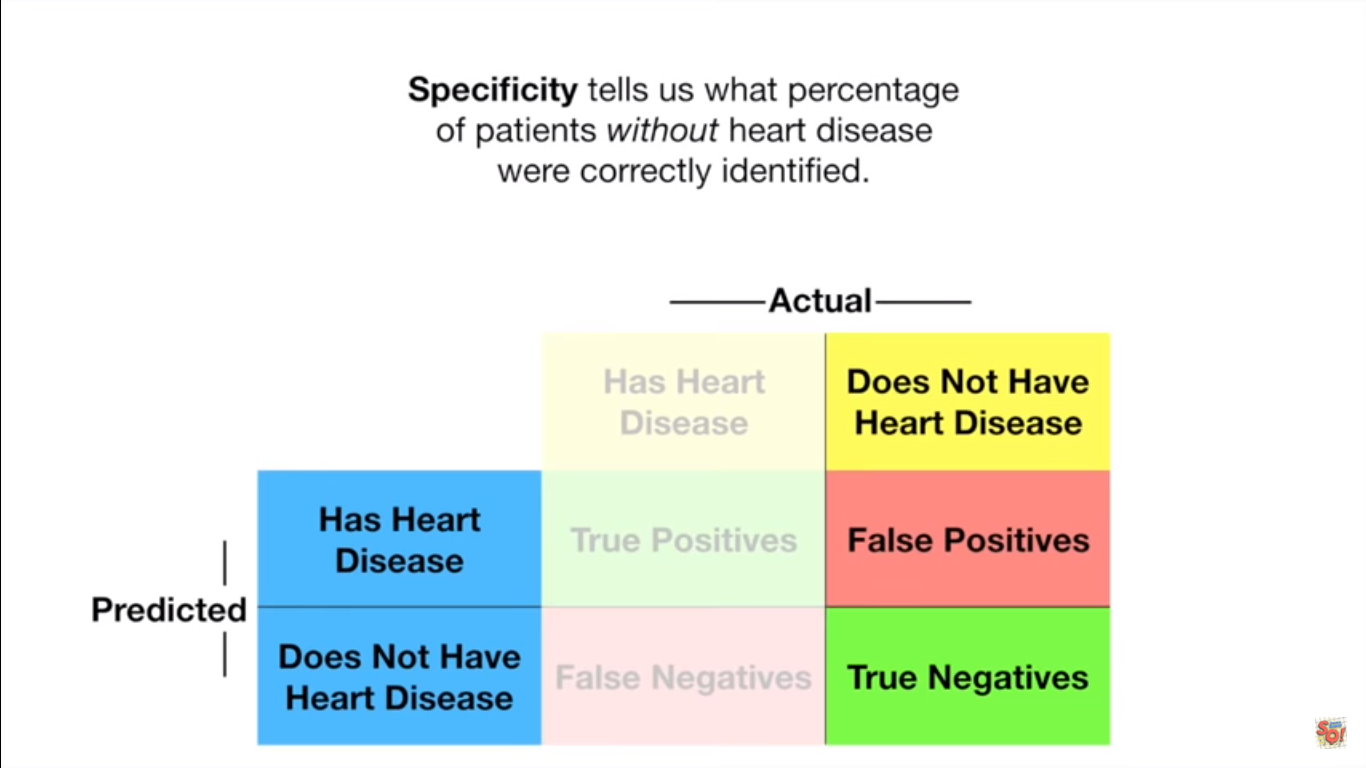 Specificity tells us what percentage
of patients without heart disease
were correctly identified.
Actual
Has Heart
Disease
Does Not Have
Heart Disease
Has Heart
Disease
True Positives
False Positives
Predicted
Does Not Have
Heart Disease
False Negatives
True Negatives